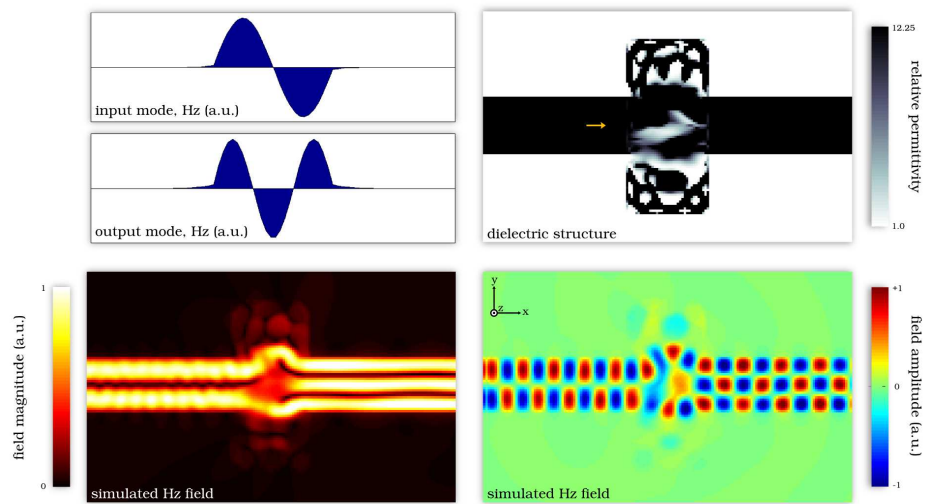 input mode, Hz (a.u.)
output mode, Hz (a.u.)
dielectric structure
12.25
relative permittivity
1.0
1
field magnitude (a.u.)
0
simulated Hz field
y
z
x
simulated Hz field
+1
field amplitude (a.u.)
0
-1